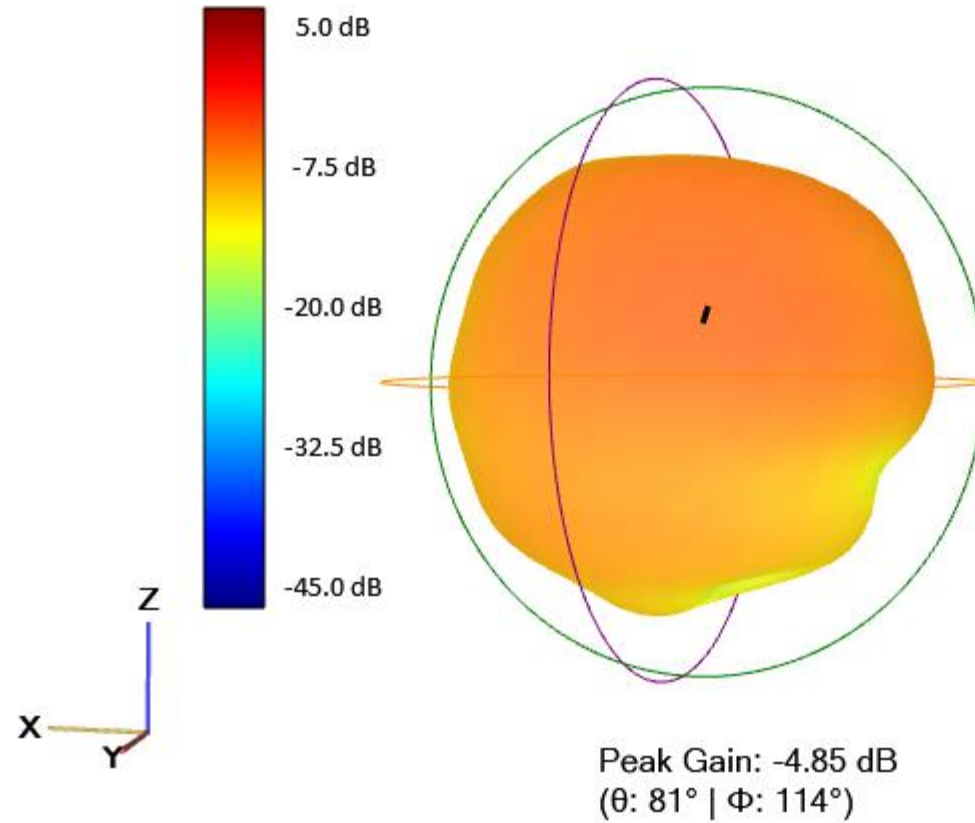 5.0 dB
-7.5 dB
-20.0 dB
-32.5 dB
-45.0 dB
Z
X
Y
Peak Gain: -4.85 dB
(θ: 81° | Φ: 114°)